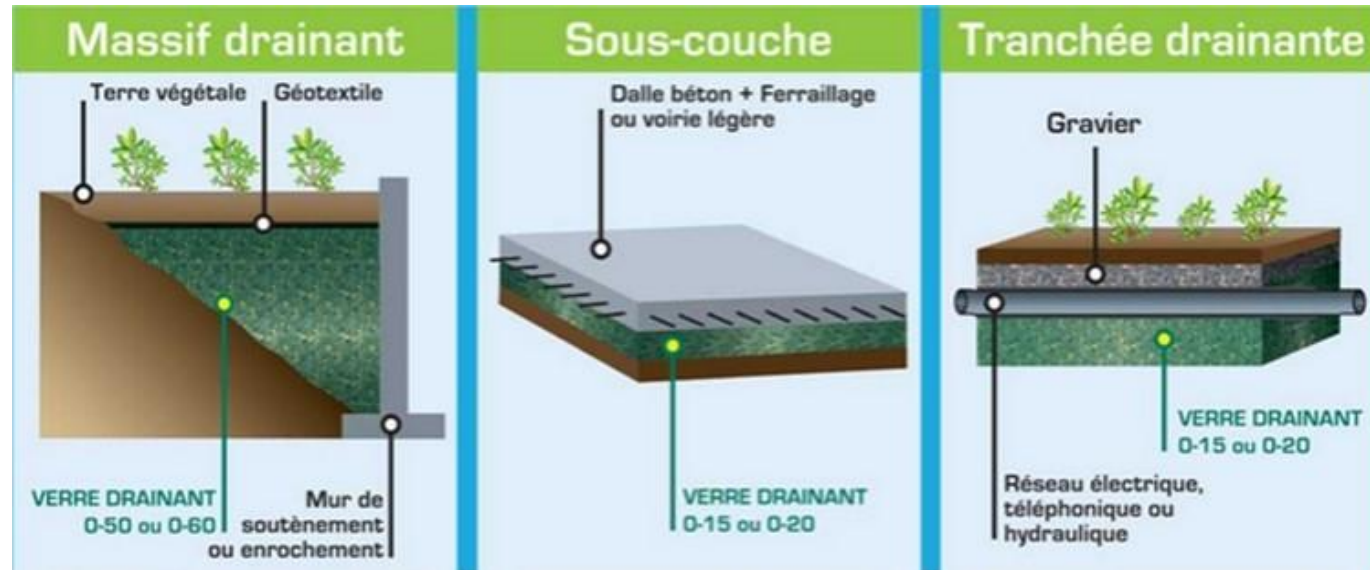 Massif drainant
Terre végétale
Géotextile
VERRE DRAINANT
0-50 ou 0-60
Mur de
soutènement
ou enrochement
Sous-couche
Dalle béton + Ferraillage
ou voirie légère
VERRE DRAINANT
0-15 ou 0-20
Tranchée drainante
Gravier
VERRE DRAINANT
0-15 ou 0-20
Réseau électrique,
téléphonique ou
hydraulique